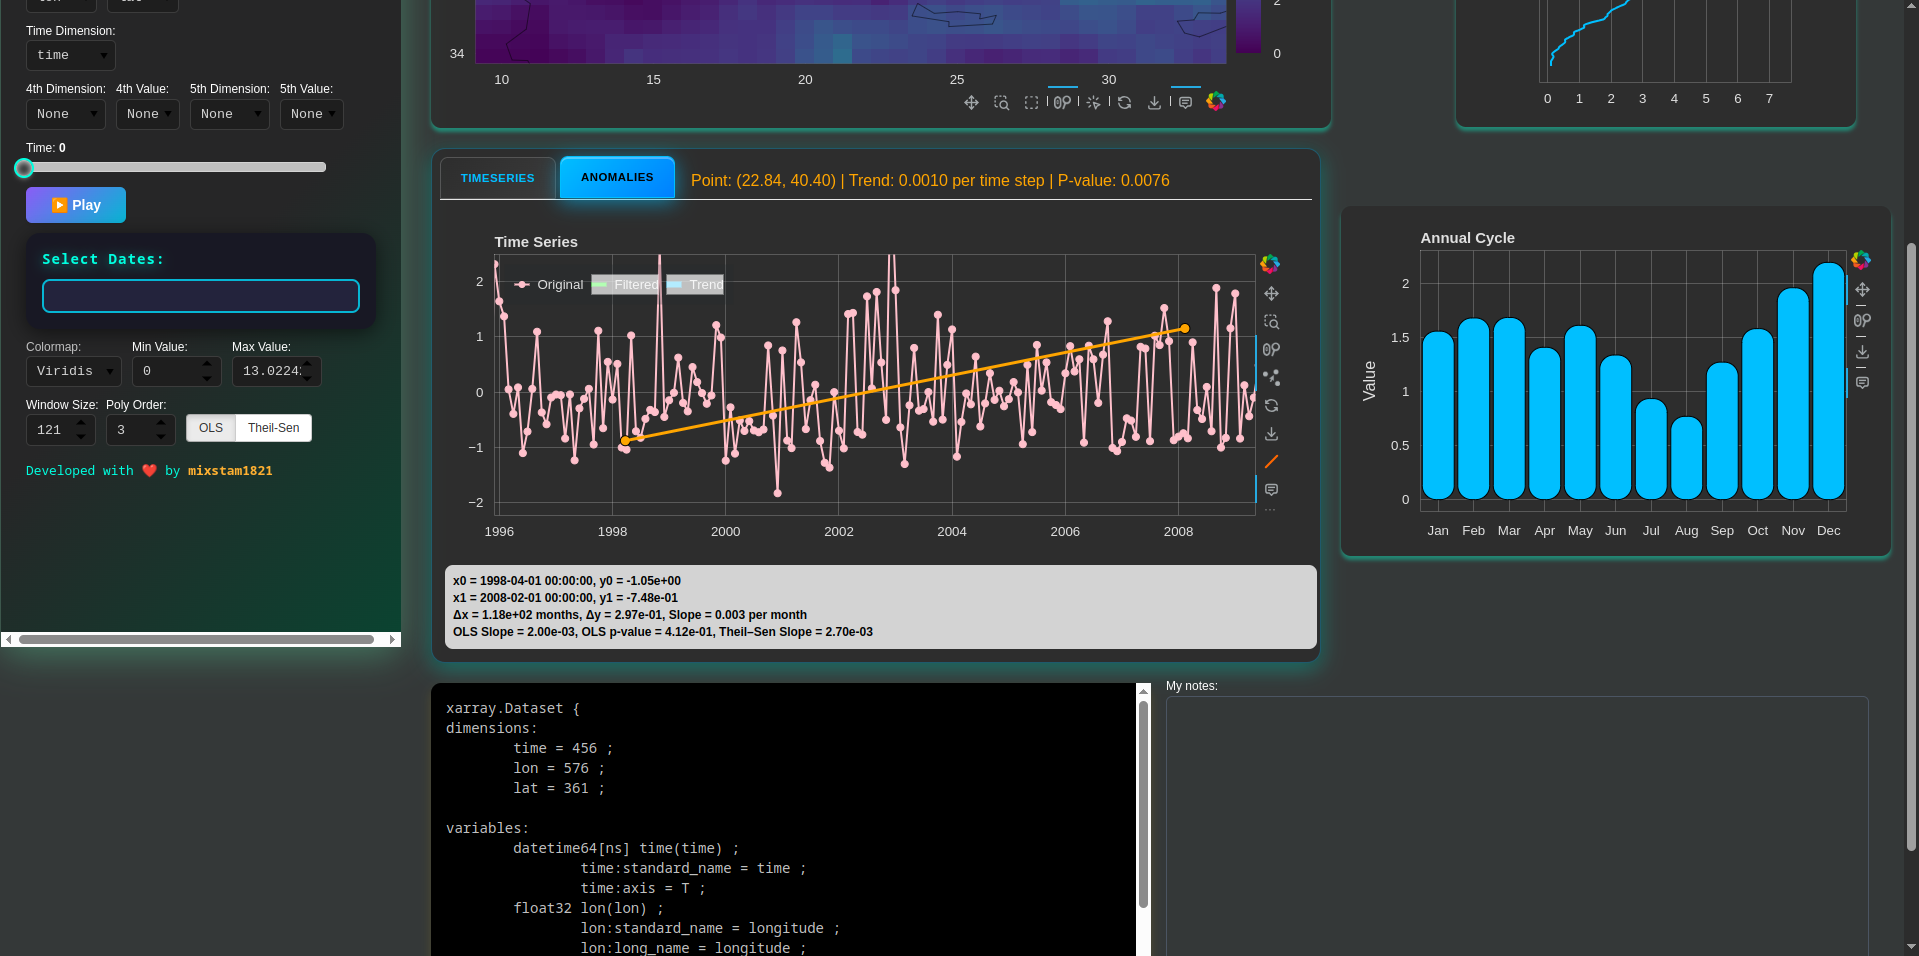 Time Dimension:
time
4th Dimension: 4th Value: 5th Dimension: 5th Value:
None None None None
Time: 0
▶️ Play
Select Dates:
Colormap: Min Value: Max Value:
Viridis 0 13.0224
Window Size: Poly Order:
121 3 OLS Theil-Sen
Developed with ❤️ by mixstam1821
34
10 15 20 25 30
2
0
0 1 2 3 4 5 6 7
TIMESERIES ANOMALIES Point: (22.84, 40.40) | Trend: 0.0010 per time step | P-value: 0.0076
Time Series
Original Filtered Trend
2
1
0
−1
−2
1996 1998 2000 2002 2004 2006 2008
x0 = 1998-04-01 00:00:00, y0 = -1.05e+00
x1 = 2008-02-01 00:00:00, y1 = -7.48e-01
Δx = 1.18e+02 months, Δy = 2.97e-01, Slope = 0.003 per month
OLS Slope = 2.00e-03, OLS p-value = 4.12e-01, Theil–Sen Slope = 2.70e-03
Annual Cycle
Value
2
1.5
1
0.5
0
Jan Feb Mar Apr May Jun Jul Aug Sep Oct Nov Dec
xarray.Dataset {
dimensions:
time = 456 ;
lon = 576 ;
lat = 361 ;
variables:
datetime64[ns] time(time) ;
time:standard_name = time ;
time:axis = T ;
float32 lon(lon) ;
lon:standard_name = longitude ;
lon:long_name = longitude ;
My notes: